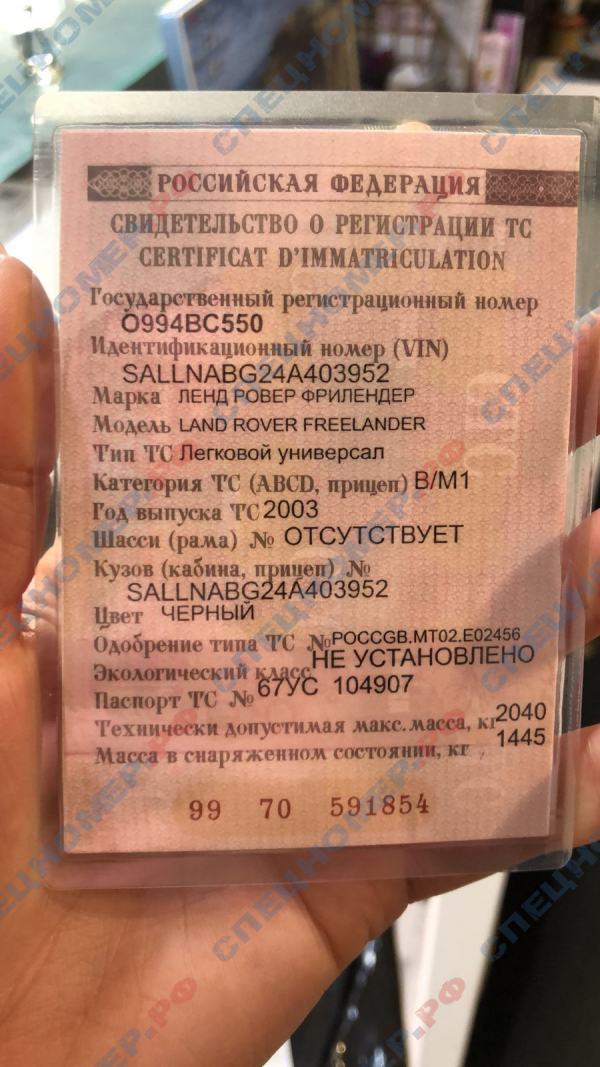 РОССИЙСКАЯ ФЕДЕРАЦИЯ
СВИДЕТЕЛЬСТВО О РЕГИСТРАЦИИ ТС
CERTIFICAT D'IMMATRICULATION
Государственный регистрационный номер
О994ВС550
Идентификационный номер (VIN)
SALLNABG24A403952
Марка ЛЕНД РОВЕР ФРИЛЕНДЕР
Модель LAND ROVER FREELANDER
Тип ТС Легковой универсал
Категория ТС (ABCD, прицеп) B/M1
Год выпуска ТС 2003
Шасси (рама) № ОТСУТСТВУЕТ
Кузов (кабина, прицеп) №
SALLNABG24A403952
Цвет ЧЕРНЫЙ
Одобрение типа ТС № РОССGB.MT02.E02456
Экологический класс НЕ УСТАНОВЛЕНО
Паспорт ТС № 67УС 104907
Технически допустимая макс. масса, кг 2040
Масса в снаряженном состоянии, кг 1445
99 70 591854
СПЕЦНОМЕР.РФ